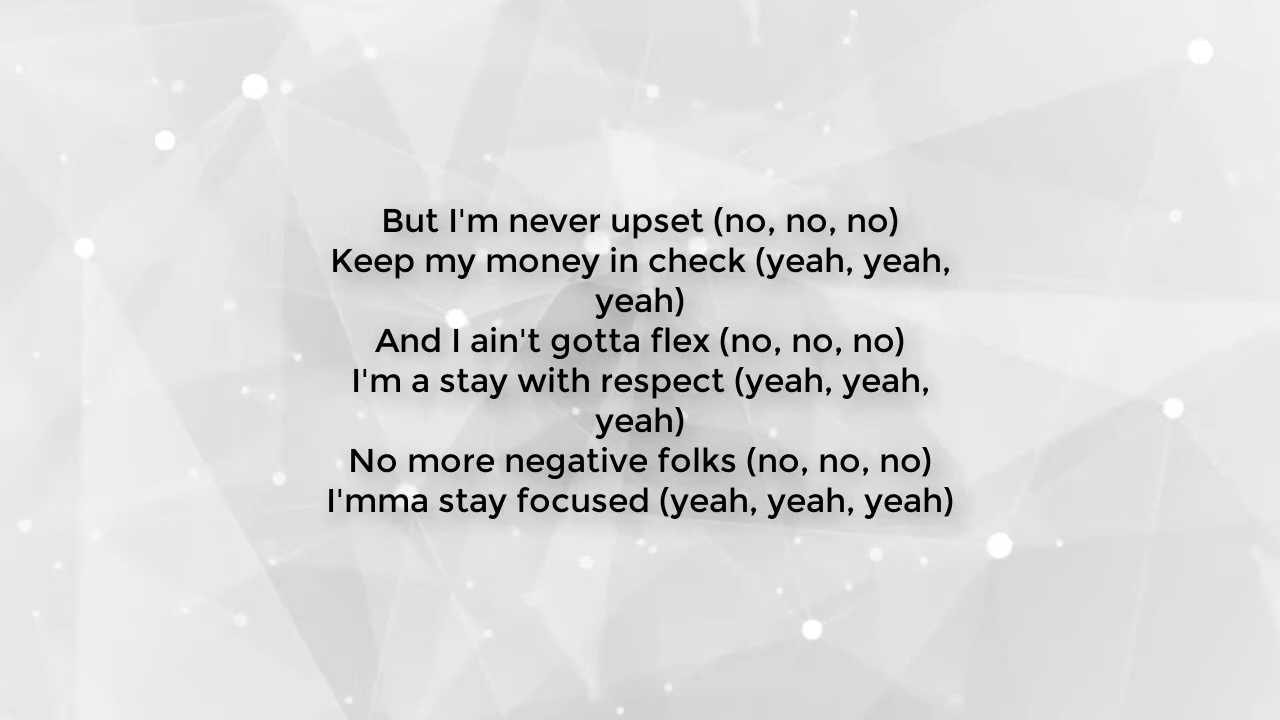 But I'm never upset (no, no, no)
Keep my money in check (yeah, yeah,
yeah)
And I ain't gotta flex (no, no, no)
I'm a stay with respect (yeah, yeah,
yeah)
No more negative folks (no, no, no)
I'mma stay focused (yeah, yeah, yeah)